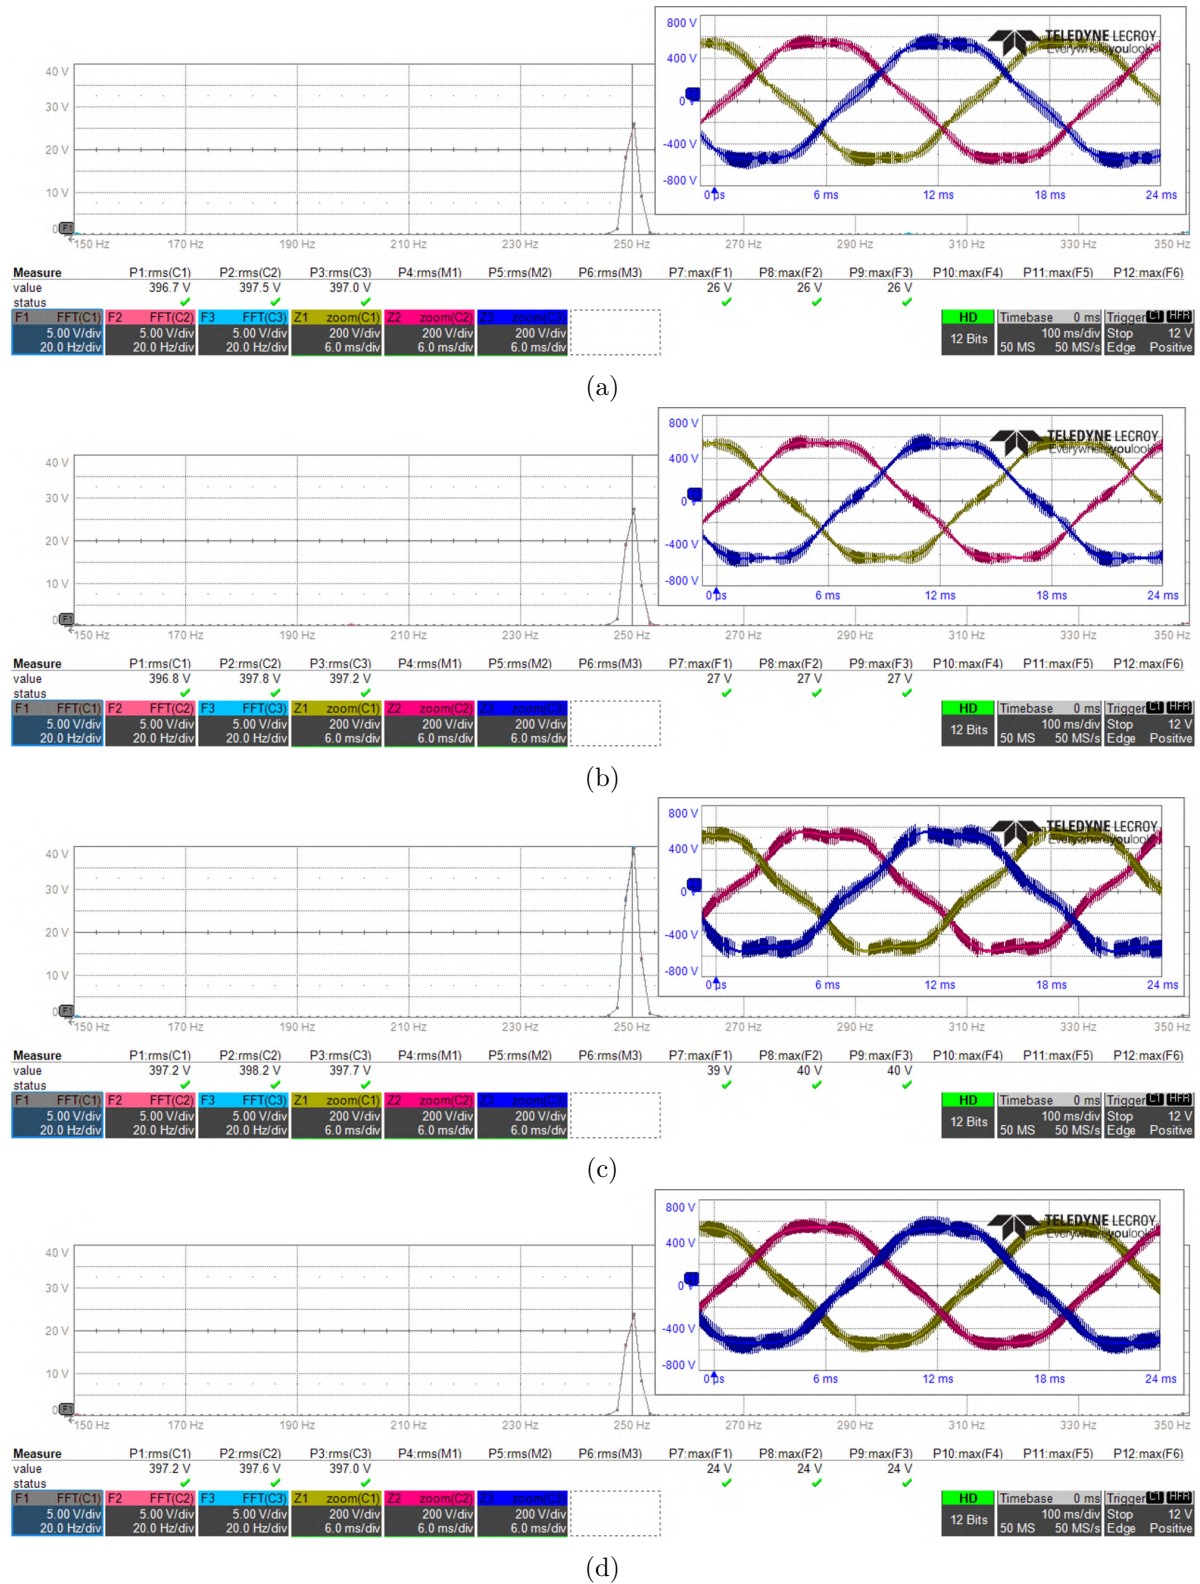 800 V
TELEDYNE LECROY
Everywhereyoulook
400 V
0 V
-400 V
-800 V
0 µs 6 ms 12 ms 18 ms 24 ms
40 V
30 V
20 V
10 V
0 F1
150 Hz 170 Hz 190 Hz 210 Hz 230 Hz 250 Hz 270 Hz 290 Hz 310 Hz 330 Hz 350 Hz
Measure P1:rms(C1) P2:rms(C2) P3:rms(C3) P4:rms(M1) P5:rms(M2) P6:rms(M3) P7:max(F1) P8:max(F2) P9:max(F3) P10:max(F4) P11:max(F5) P12:max(F6)
value 396.7 V 397.5 V 397.0 V 26 V 26 V 26 V
status
F1 FFT(C1) F2 FFT(C2) F3 FFT(C3) Z1 zoom(C1) Z2 zoom(C2) Z3 zoom(C3) HD Timebase 0 ms Trigger C1 HFR
5.00 V/div 5.00 V/div 5.00 V/div 200 V/div 200 V/div 200 V/div 12 Bits 100 ms/div Stop 12 V
20.0 Hz/div 20.0 Hz/div 20.0 Hz/div 6.0 ms/div 6.0 ms/div 6.0 ms/div 50 MS 50 MS/s Edge Positive
(a)
800 V
TELEDYNE LECROY
Everywhereyoulook
400 V
0 V
-400 V
-800 V
0 µs 6 ms 12 ms 18 ms 24 ms
40 V
30 V
20 V
10 V
0 F1
150 Hz 170 Hz 190 Hz 210 Hz 230 Hz 250 Hz 270 Hz 290 Hz 310 Hz 330 Hz 350 Hz
Measure P1:rms(C1) P2:rms(C2) P3:rms(C3) P4:rms(M1) P5:rms(M2) P6:rms(M3) P7:max(F1) P8:max(F2) P9:max(F3) P10:max(F4) P11:max(F5) P12:max(F6)
value 396.8 V 397.8 V 397.2 V 27 V 27 V 27 V
status
F1 FFT(C1) F2 FFT(C2) F3 FFT(C3) Z1 zoom(C1) Z2 zoom(C2) Z3 zoom(C3) HD Timebase 0 ms Trigger C1 HFR
5.00 V/div 5.00 V/div 5.00 V/div 200 V/div 200 V/div 200 V/div 12 Bits 100 ms/div Stop 12 V
20.0 Hz/div 20.0 Hz/div 20.0 Hz/div 6.0 ms/div 6.0 ms/div 6.0 ms/div 50 MS 50 MS/s Edge Positive
(b)
800 V
TELEDYNE LECROY
Everywhereyoulook
400 V
0 V
-400 V
-800 V
0 µs 6 ms 12 ms 18 ms 24 ms
40 V
30 V
20 V
10 V
0 F1
150 Hz 170 Hz 190 Hz 210 Hz 230 Hz 250 Hz 270 Hz 290 Hz 310 Hz 330 Hz 350 Hz
Measure P1:rms(C1) P2:rms(C2) P3:rms(C3) P4:rms(M1) P5:rms(M2) P6:rms(M3) P7:max(F1) P8:max(F2) P9:max(F3) P10:max(F4) P11:max(F5) P12:max(F6)
value 397.2 V 398.2 V 397.7 V 39 V 40 V 40 V
status
F1 FFT(C1) F2 FFT(C2) F3 FFT(C3) Z1 zoom(C1) Z2 zoom(C2) Z3 zoom(C3) HD Timebase 0 ms Trigger C1 HFR
5.00 V/div 5.00 V/div 5.00 V/div 200 V/div 200 V/div 200 V/div 12 Bits 100 ms/div Stop 12 V
20.0 Hz/div 20.0 Hz/div 20.0 Hz/div 6.0 ms/div 6.0 ms/div 6.0 ms/div 50 MS 50 MS/s Edge Positive
(c)
800 V
TELEDYNE LECROY
Everywhereyoulook
400 V
0 V
-400 V
-800 V
0 µs 6 ms 12 ms 18 ms 24 ms
40 V
30 V
20 V
10 V
0 F1
150 Hz 170 Hz 190 Hz 210 Hz 230 Hz 250 Hz 270 Hz 290 Hz 310 Hz 330 Hz 350 Hz
Measure P1:rms(C1) P2:rms(C2) P3:rms(C3) P4:rms(M1) P5:rms(M2) P6:rms(M3) P7:max(F1) P8:max(F2) P9:max(F3) P10:max(F4) P11:max(F5) P12:max(F6)
value 397.2 V 397.6 V 397.0 V 24 V 24 V 24 V
status
F1 FFT(C1) F2 FFT(C2) F3 FFT(C3) Z1 zoom(C1) Z2 zoom(C2) Z3 zoom(C3) HD Timebase 0 ms Trigger C1 HFR
5.00 V/div 5.00 V/div 5.00 V/div 200 V/div 200 V/div 200 V/div 12 Bits 100 ms/div Stop 12 V
20.0 Hz/div 20.0 Hz/div 20.0 Hz/div 6.0 ms/div 6.0 ms/div 6.0 ms/div 50 MS 50 MS/s Edge Positive
(d)